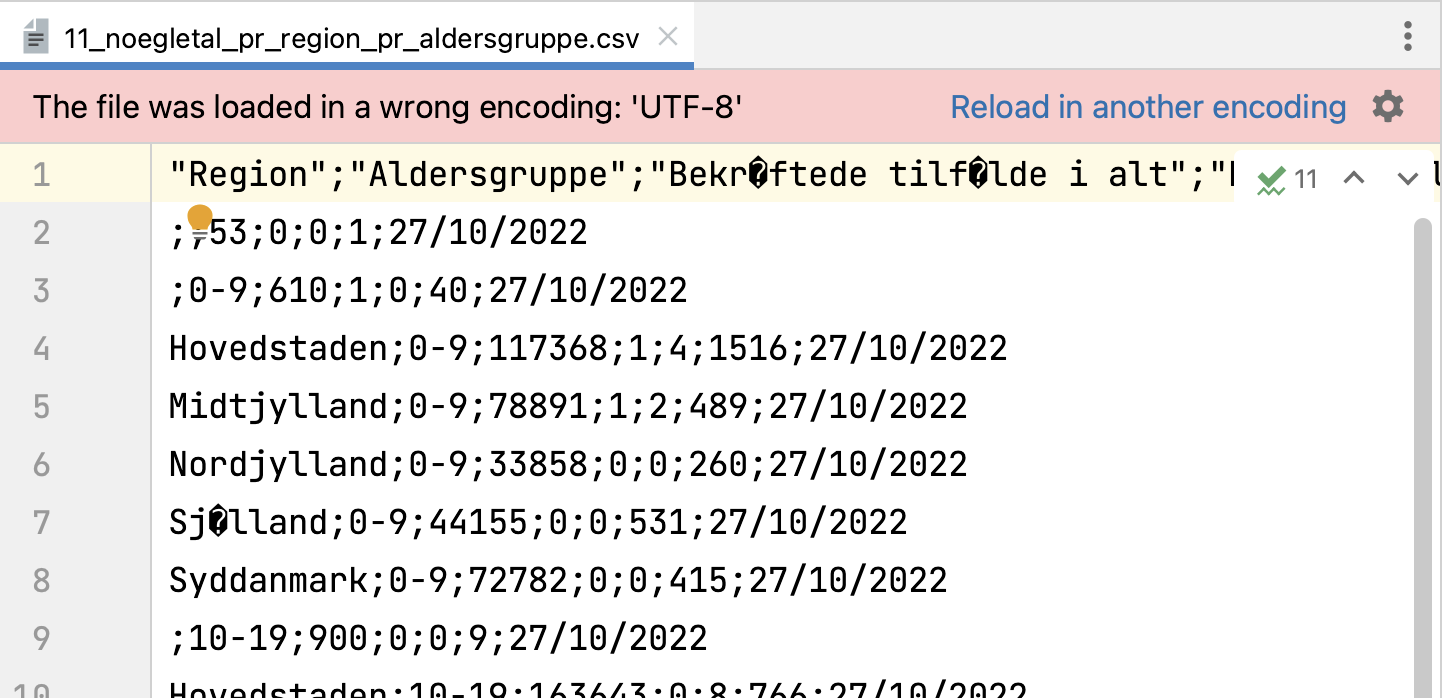 11_noegletal_pr_region_pr_aldersgruppe.csv
The file was loaded in a wrong encoding: 'UTF-8' Reload in another encoding
1 "Region";"Aldersgruppe";"Bekr�ftede tilf�lde i alt";" 11
2 ;;53;0;0;1;27/10/2022
3 ;0-9;610;1;0;40;27/10/2022
4 Hovedstaden;0-9;117368;1;4;1516;27/10/2022
5 Midtjylland;0-9;78891;1;2;489;27/10/2022
6 Nordjylland;0-9;33858;0;0;260;27/10/2022
7 Sj�lland;0-9;44155;0;0;531;27/10/2022
8 Syddanmark;0-9;72782;0;0;415;27/10/2022
9 ;10-19;900;0;0;9;27/10/2022
10 Hovedstaden;10-19;163643;0;8;766;27/10/2022